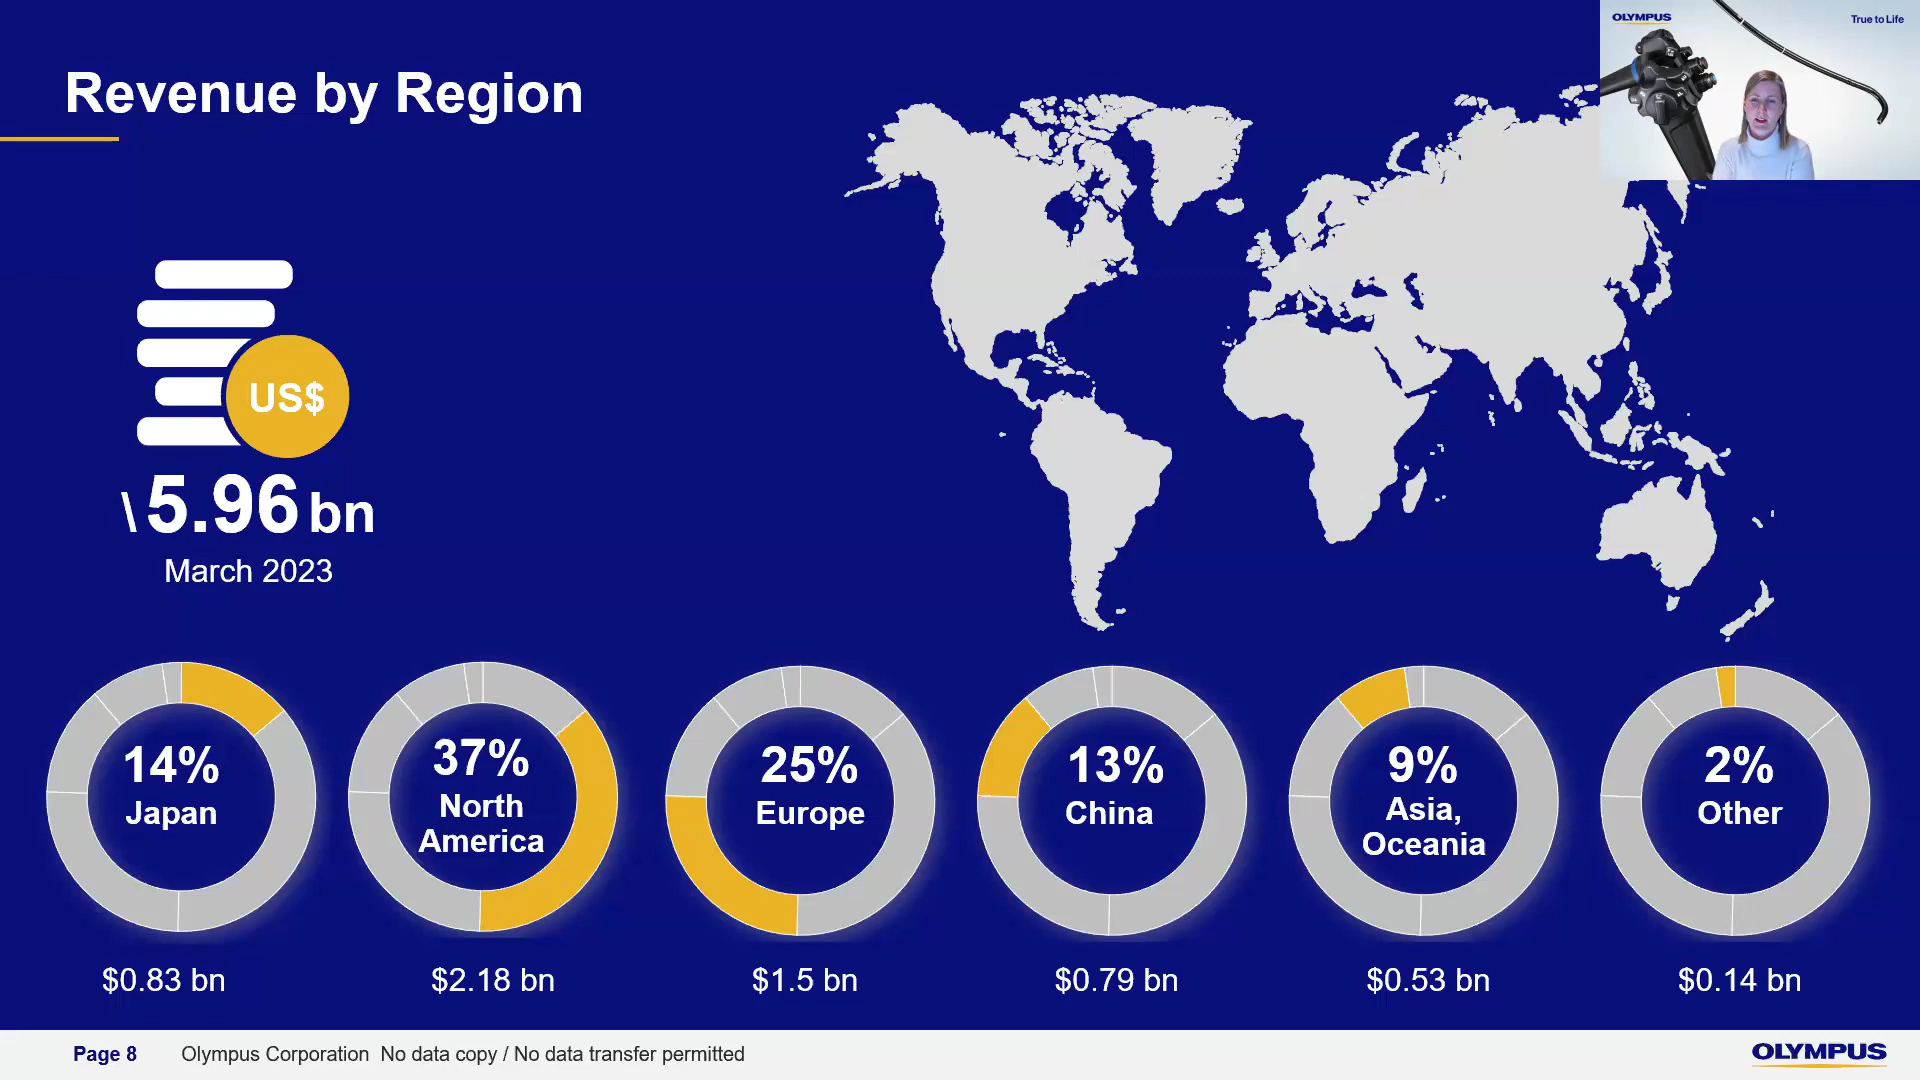 OLYMPUS
True to Life
Revenue by Region
US$
\5.96 bn
March 2023
14%
Japan
37%
North
America
25%
Europe
13%
China
9%
Asia,
Oceania
2%
Other
$0.83 bn
$2.18 bn
$1.5 bn
$0.79 bn
$0.53 bn
$0.14 bn
Page 8
Olympus Corporation No data copy / No data transfer permitted
OLYMPUS